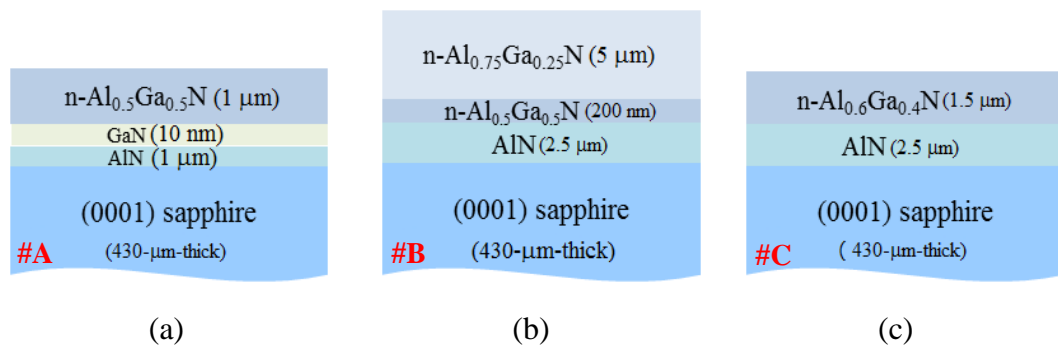 n-Al₀.₅Ga₀.₅N (1 μm)
GaN (10 nm)
AlN (1 μm)
(0001) sapphire
#A (430-μm-thick)
(a)
n-Al₀.₇₅Ga₀.₂₅N (5 μm)
n-Al₀.₅Ga₀.₅N (200 nm)
AlN (2.5 μm)
(0001) sapphire
#B (430-μm-thick)
(b)
n-Al₀.₆Ga₀.₄N (1.5 μm)
AlN (2.5 μm)
(0001) sapphire
#C ( 430-μm-thick)
(c)